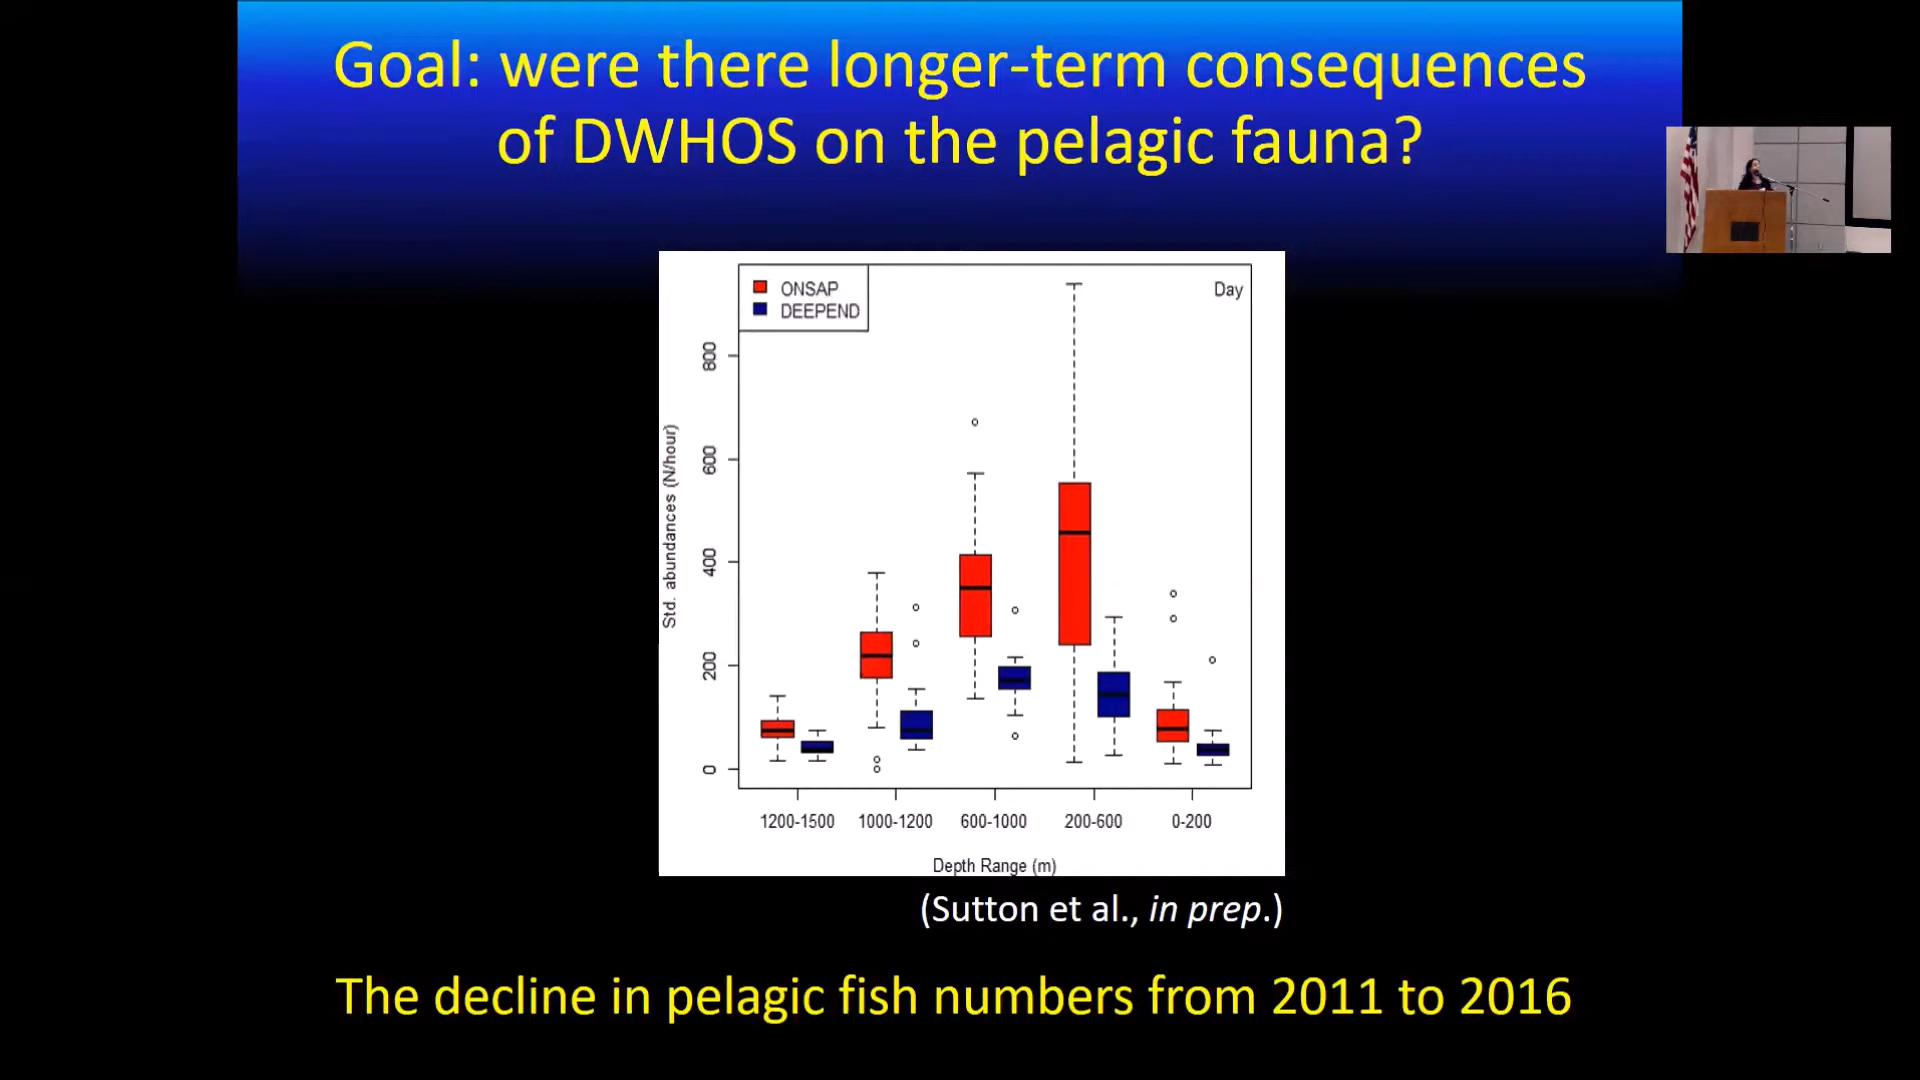 Goal: were there longer-term consequences
of DWHOS on the pelagic fauna?
ONSAP
DEEPEND
Day
800
600
400
200
0
Std. abundances (N/hour)
1200-1500 1000-1200 600-1000 200-600 0-200
Depth Range (m)
(Sutton et al., in prep.)
The decline in pelagic fish numbers from 2011 to 2016